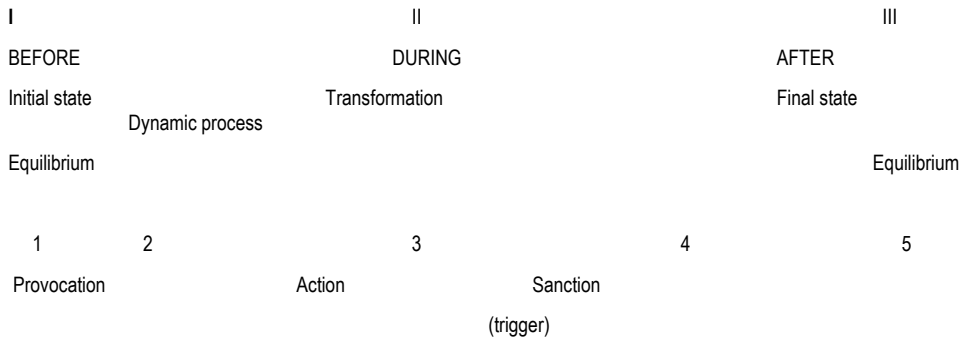 I II III
BEFORE DURING AFTER
Initial state Transformation Final state
Dynamic process
Equilibrium Equilibrium
1 2 3 4 5
Provocation Action Sanction
(trigger)